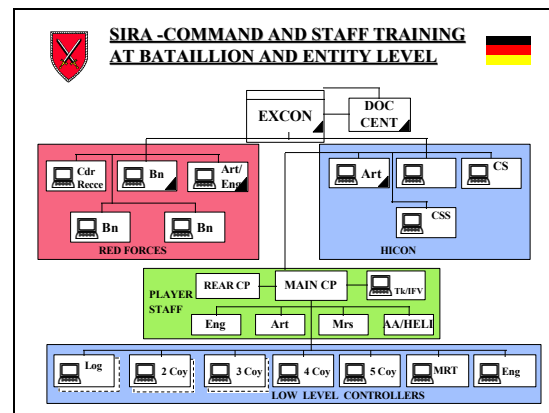 SIRA -COMMAND AND STAFF TRAINING
AT BATAILLION AND ENTITY LEVEL
EXCON
DOC
CENT
Cdr
Recce
Bn
Art/
Eng
Bn
Bn
RED FORCES
Art
CS
CSS
HICON
PLAYER
STAFF
REAR CP
MAIN CP
Tk/IFV
Eng
Art
Mrs
AA/HELI
Log
2 Coy
3 Coy
4 Coy
5 Coy
MRT
Eng
LOW LEVEL CONTROLLERS